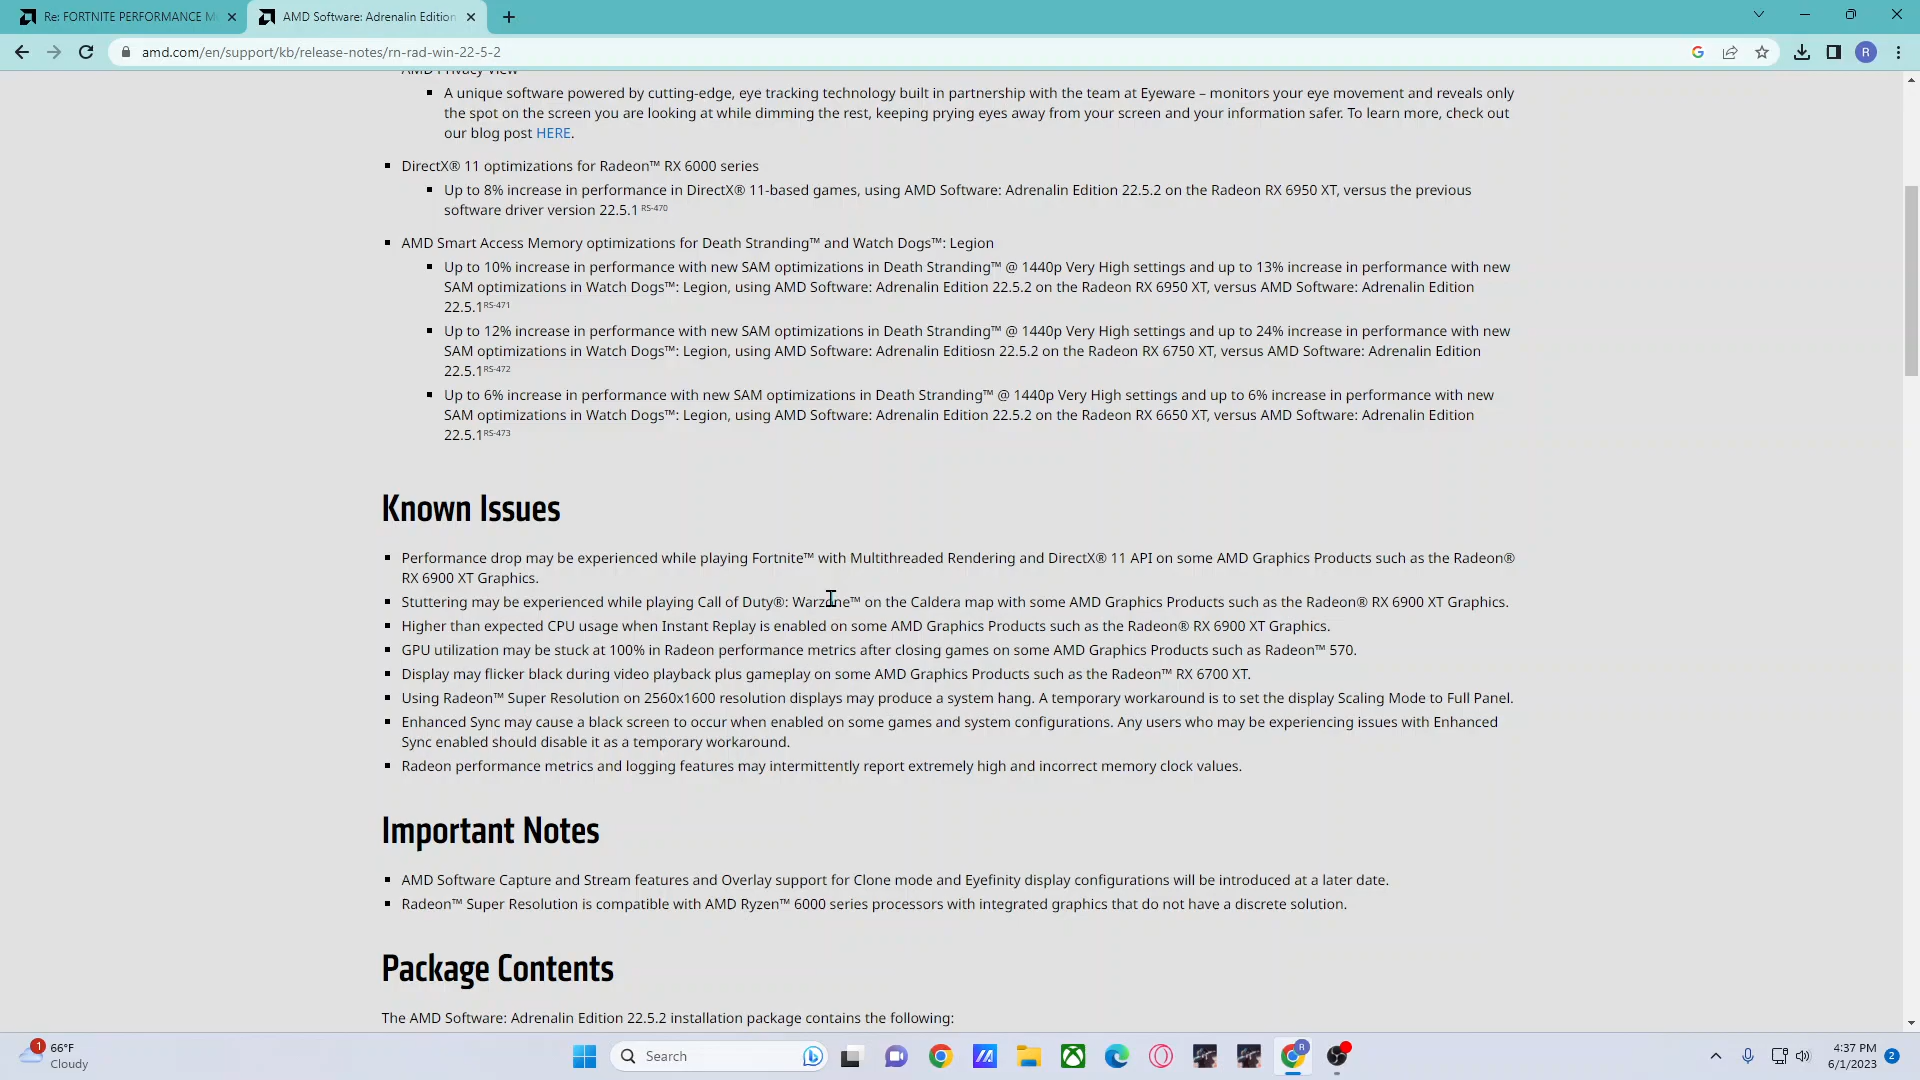 Re: FORTNITE PERFORMANCE M
AMD Software: Adrenalin Edition
amd.com/en/support/kb/release-notes/rn-rad-win-22-5-2
R
AMD Privacy View
A unique software powered by cutting-edge, eye tracking technology built in partnership with the team at Eyeware – monitors your eye movement and reveals only
the spot on the screen you are looking at while dimming the rest, keeping prying eyes away from your screen and your information safer. To learn more, check out
our blog post HERE.
DirectX® 11 optimizations for Radeon™ RX 6000 series
Up to 8% increase in performance in DirectX® 11-based games, using AMD Software: Adrenalin Edition 22.5.2 on the Radeon RX 6950 XT, versus the previous
software driver version 22.5.1 RS-470
AMD Smart Access Memory optimizations for Death Stranding™ and Watch Dogs™: Legion
Up to 10% increase in performance with new SAM optimizations in Death Stranding™ @ 1440p Very High settings and up to 13% increase in performance with new
SAM optimizations in Watch Dogs™: Legion, using AMD Software: Adrenalin Edition 22.5.2 on the Radeon RX 6950 XT, versus AMD Software: Adrenalin Edition
22.5.1RS-471
Up to 12% increase in performance with new SAM optimizations in Death Stranding™ @ 1440p Very High settings and up to 24% increase in performance with new
SAM optimizations in Watch Dogs™: Legion, using AMD Software: Adrenalin Editiosn 22.5.2 on the Radeon RX 6750 XT, versus AMD Software: Adrenalin Edition
22.5.1RS-472
Up to 6% increase in performance with new SAM optimizations in Death Stranding™ @ 1440p Very High settings and up to 6% increase in performance with new
SAM optimizations in Watch Dogs™: Legion, using AMD Software: Adrenalin Edition 22.5.2 on the Radeon RX 6650 XT, versus AMD Software: Adrenalin Edition
22.5.1RS-473
Known Issues
Performance drop may be experienced while playing Fortnite™ with Multithreaded Rendering and DirectX® 11 API on some AMD Graphics Products such as the Radeon®
RX 6900 XT Graphics.
Stuttering may be experienced while playing Call of Duty®: Warzone™ on the Caldera map with some AMD Graphics Products such as the Radeon® RX 6900 XT Graphics.
Higher than expected CPU usage when Instant Replay is enabled on some AMD Graphics Products such as the Radeon® RX 6900 XT Graphics.
GPU utilization may be stuck at 100% in Radeon performance metrics after closing games on some AMD Graphics Products such as Radeon™ 570.
Display may flicker black during video playback plus gameplay on some AMD Graphics Products such as the Radeon™ RX 6700 XT.
Using Radeon™ Super Resolution on 2560x1600 resolution displays may produce a system hang. A temporary workaround is to set the display Scaling Mode to Full Panel.
Enhanced Sync may cause a black screen to occur when enabled on some games and system configurations. Any users who may be experiencing issues with Enhanced
Sync enabled should disable it as a temporary workaround.
Radeon performance metrics and logging features may intermittently report extremely high and incorrect memory clock values.
Important Notes
AMD Software Capture and Stream features and Overlay support for Clone mode and Eyefinity display configurations will be introduced at a later date.
Radeon™ Super Resolution is compatible with AMD Ryzen™ 6000 series processors with integrated graphics that do not have a discrete solution.
Package Contents
The AMD Software: Adrenalin Edition 22.5.2 installation package contains the following:
1
66°F
Cloudy
Search
R
4:37 PM
6/1/2023
2